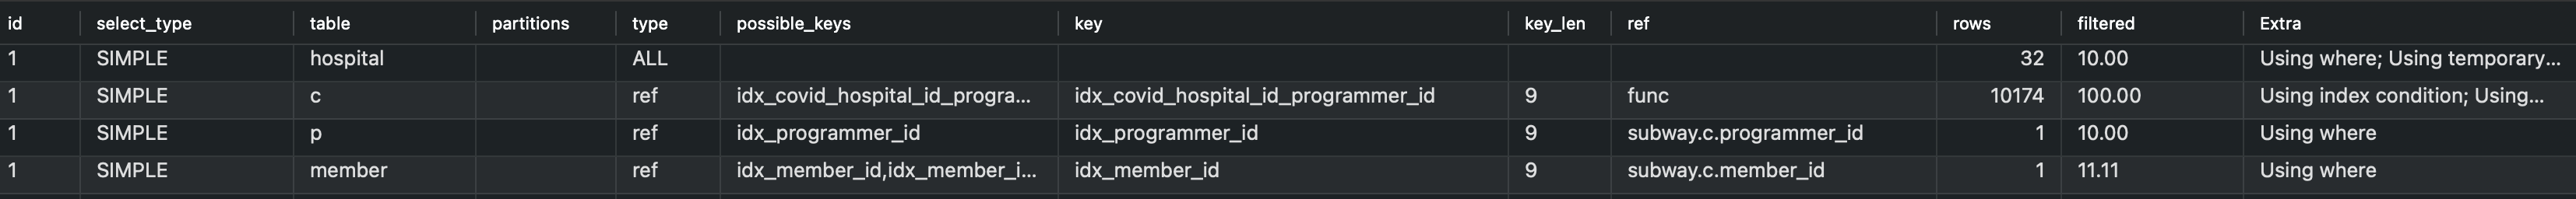 id select_type table partitions type possible_keys key key_len ref rows filtered Extra
1 SIMPLE hospital ALL 32 10.00 Using where; Using temporary...
1 SIMPLE c ref idx_covid_hospital_id_progra... idx_covid_hospital_id_programmer_id 9 func 10174 100.00 Using index condition; Using...
1 SIMPLE p ref idx_programmer_id idx_programmer_id 9 subway.c.programmer_id 1 10.00 Using where
1 SIMPLE member ref idx_member_id,idx_member_i... idx_member_id 9 subway.c.member_id 1 11.11 Using where